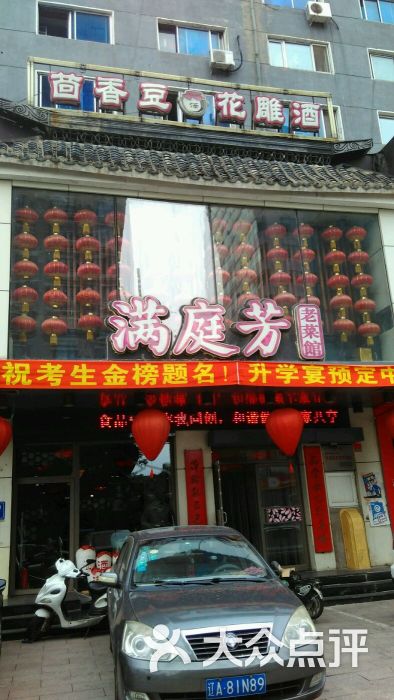 茴香豆 花雕酒
满庭芳
老菜馆
祝考生金榜题名！升学宴预定中
辽A·81N89
大众点评